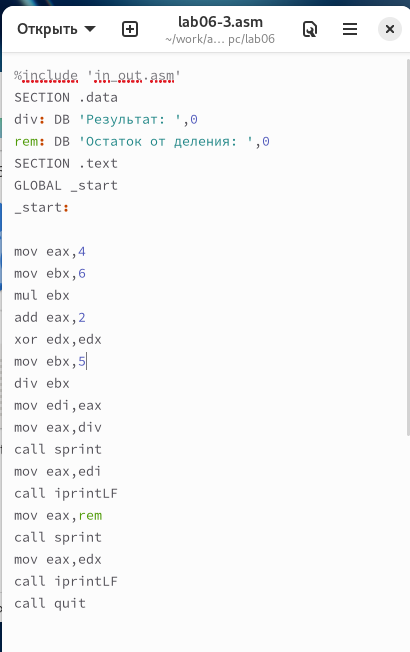 Открыть
lab06-3.asm
~/work/a... pc/lab06
%include 'in_out.asm'
SECTION .data
div: DB 'Результат: ',0
rem: DB 'Остаток от деления: ',0
SECTION .text
GLOBAL _start
_start:
mov eax,4
mov ebx,6
mul ebx
add eax,2
xor edx,edx
mov ebx,5
div ebx
mov edi,eax
mov eax,div
call sprint
mov eax,edi
call iprintLF
mov eax,rem
call sprint
mov eax,edx
call iprintLF
call quit